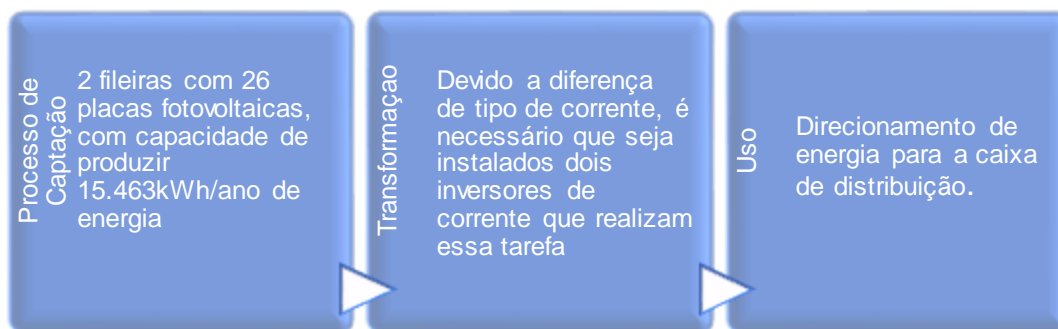 Processo de
Captação
2 fileiras com 26
placas fotovoltaicas,
com capacidade de
produzir
15.463kWh/ano de
energia
Transformaçao
Devido a diferença
de tipo de corrente, é
necessário que seja
instalados dois
inversores de
corrente que realizam
essa tarefa
Uso
Direcionamento de
energia para a caixa
de distribuição.